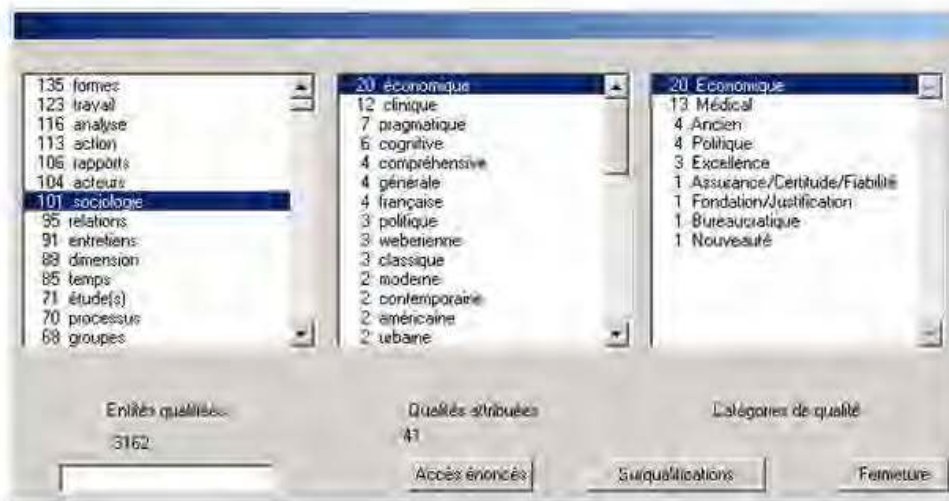 135 formes
123 travail
116 analyse
113 action
106 rapports
104 acteurs
101 sociologie
95 relations
91 entretiens
89 dimension
85 temps
71 étude(s)
70 processus
68 groupes
20 économique
12 clinique
7 pragmatique
6 cognitive
4 compréhensive
4 générale
4 française
3 politique
3 weberienne
3 classique
2 moderne
2 contemporaine
2 américaine
2 urbaine
20 Economique
13 Médical
4 Ancien
4 Politique
3 Excellence
1 Assurance/Certitude/Fiabilité
1 Fondation/Justification
1 Bureaucratique
1 Nouveauté
Entités qualifiées
3162
Qualités attribuées
41
Catégories de qualité
Accès énoncés
Surqualifications
Fermeture